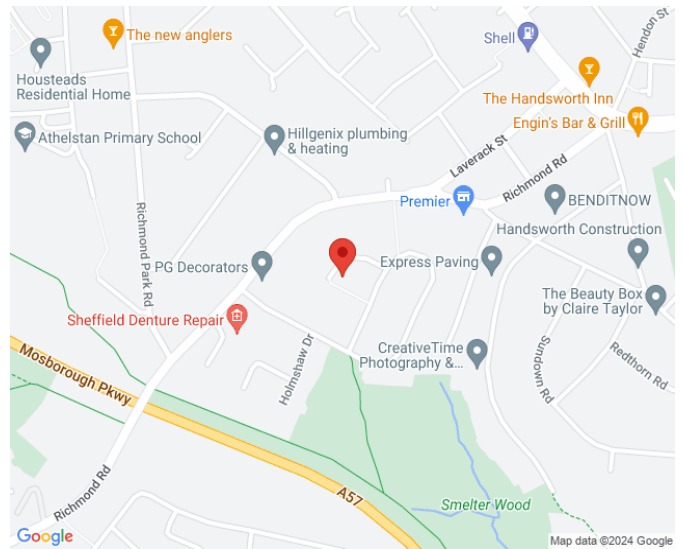 The new anglers
Housteads
Residential Home
Athelstan Primary School
Hillgenix plumbing
& heating
Shell
Hendon St
The Handsworth Inn
Engin's Bar & Grill
Laverack St
Richmond Rd
Premier
BENDITNOW
Handsworth Construction
Richmond Park Rd
PG Decorators
Express Paving
The Beauty Box
by Claire Taylor
Sheffield Denture Repair
CreativeTime
Photography &...
Holmshaw Dr
Sundown Rd
Redthorn Rd
Mosborough Pkwy
Richmond Rd
A57
Smelter Wood
Google
Map data ©2024 Google